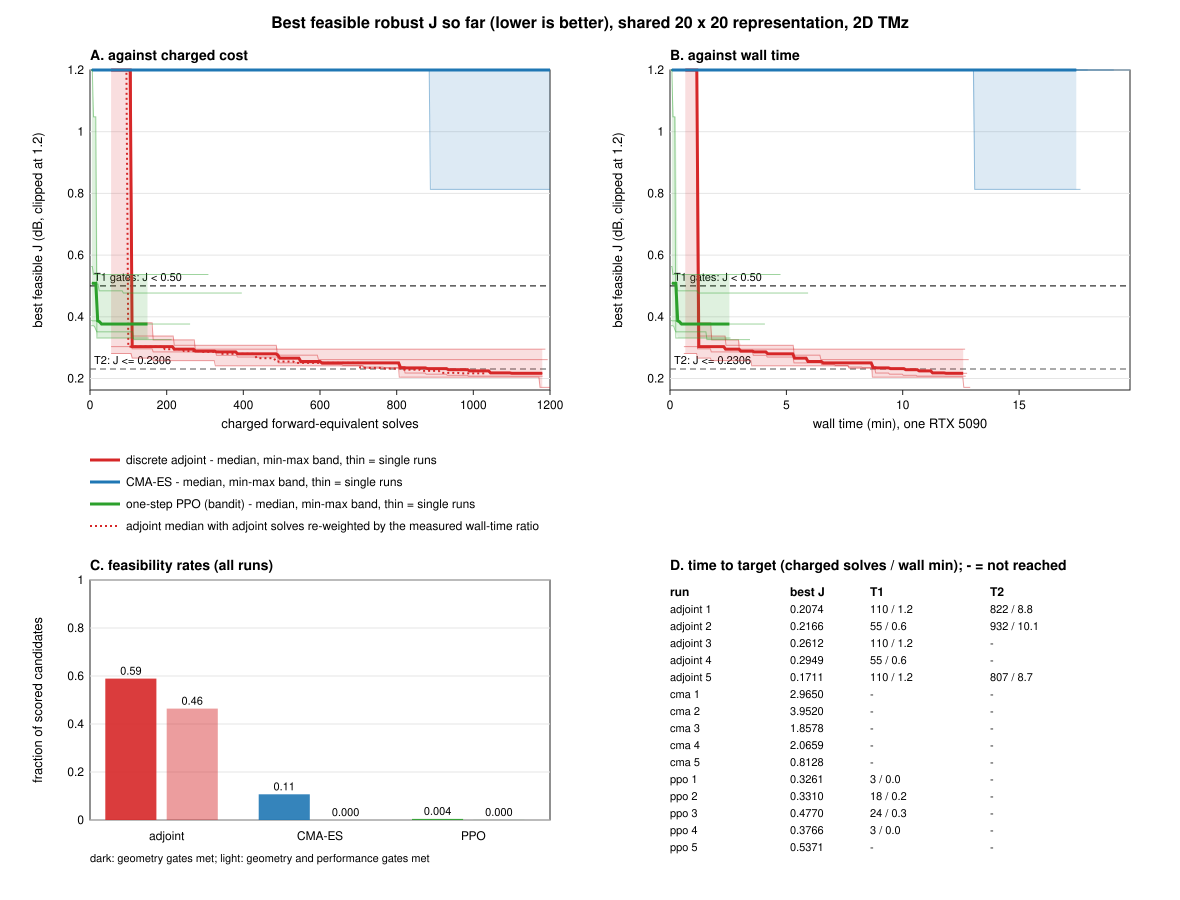 Best feasible robust J so far (lower is better), shared 20 x 20 representation, 2D TMz
A. against charged cost
1.2
1
0.8
0.6
0.4
0.2
best feasible J (dB, clipped at 1.2)
T1 gates: J < 0.50
T2: J <= 0.2306
0 200 400 600 800 1000 1200
charged forward-equivalent solves
B. against wall time
1.2
1
0.8
0.6
0.4
0.2
best feasible J (dB, clipped at 1.2)
T1 gates: J < 0.50
T2: J <= 0.2306
0 5 10 15
wall time (min), one RTX 5090
discrete adjoint - median, min-max band, thin = single runs
CMA-ES - median, min-max band, thin = single runs
one-step PPO (bandit) - median, min-max band, thin = single runs
adjoint median with adjoint solves re-weighted by the measured wall-time ratio
C. feasibility rates (all runs)
1
0.8
0.6
0.4
0.2
0
fraction of scored candidates
0.59
0.46
0.11
0.000
0.004
0.000
adjoint CMA-ES PPO
dark: geometry gates met; light: geometry and performance gates met
D. time to target (charged solves / wall min); - = not reached
run best J T1 T2
adjoint 1 0.2074 110 / 1.2 822 / 8.8
adjoint 2 0.2166 55 / 0.6 932 / 10.1
adjoint 3 0.2612 110 / 1.2 -
adjoint 4 0.2949 55 / 0.6 -
adjoint 5 0.1711 110 / 1.2 807 / 8.7
cma 1 2.9650 - -
cma 2 3.9520 - -
cma 3 1.8578 - -
cma 4 2.0659 - -
cma 5 0.8128 - -
ppo 1 0.3261 3 / 0.0 -
ppo 2 0.3310 18 / 0.2 -
ppo 3 0.4770 24 / 0.3 -
ppo 4 0.3766 3 / 0.0 -
ppo 5 0.5371 - -